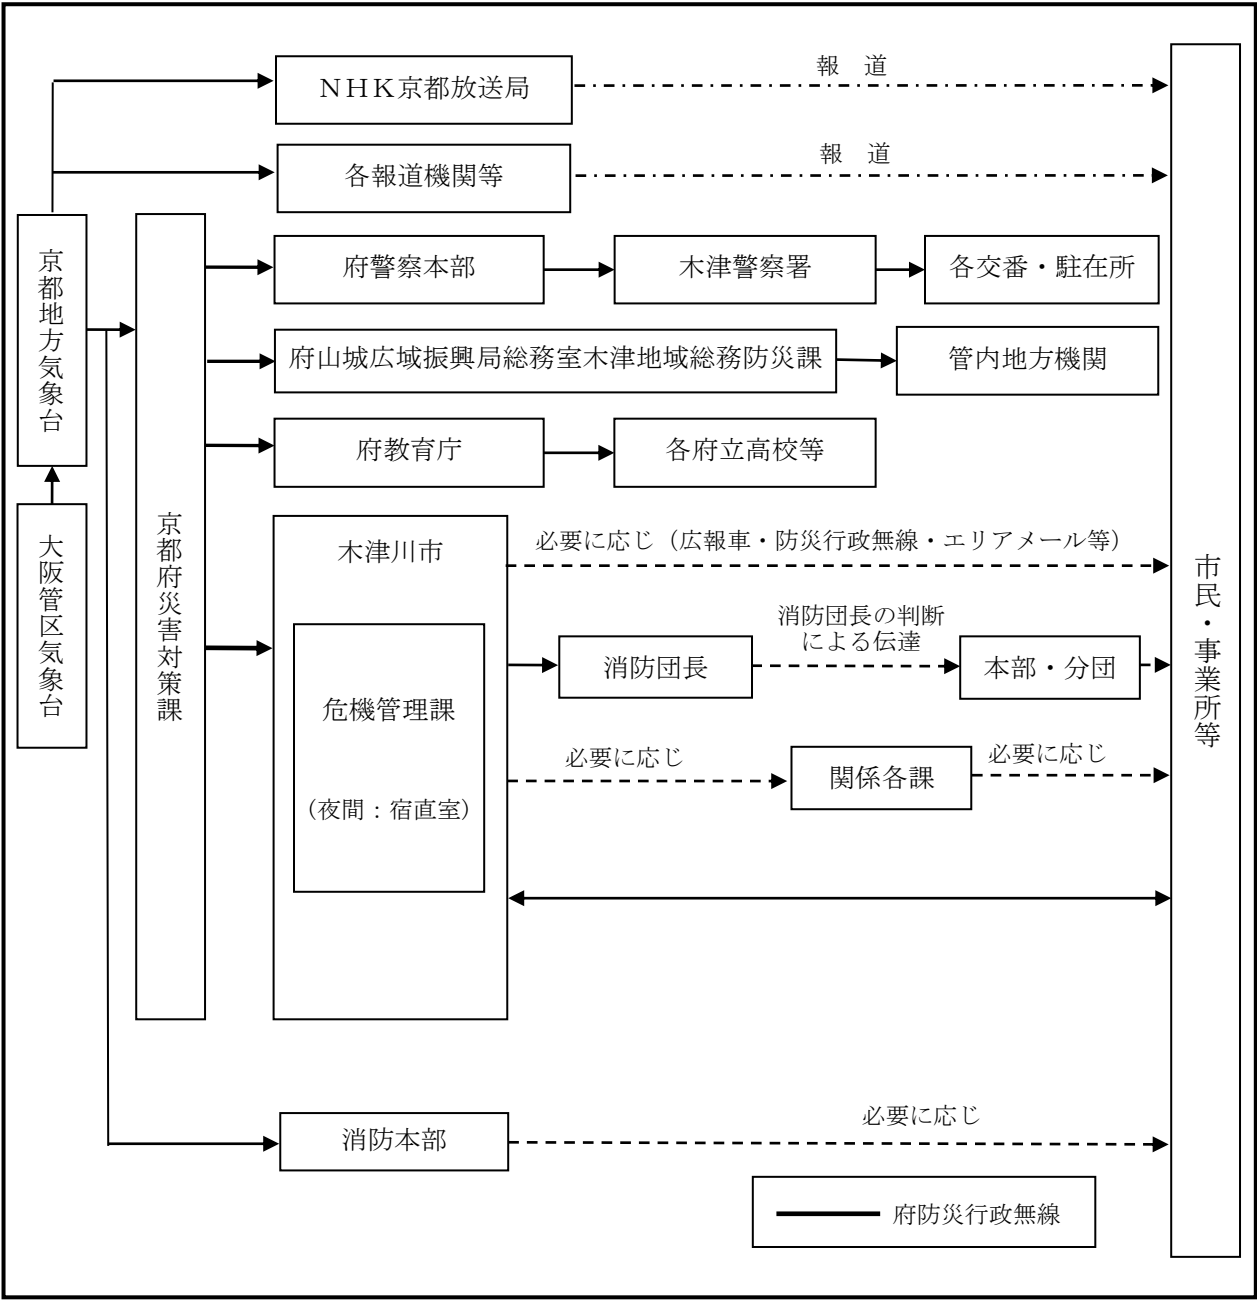 ＮＨＫ京都放送局
報　道
各報道機関等
報　道
京都地方気象台
大阪管区気象台
京都府災害対策課
府警察本部
木津警察署
各交番・駐在所
府山城広域振興局総務室木津地域総務防災課
管内地方機関
府教育庁
各府立高校等
木津川市
危機管理課
（夜間：宿直室）
必要に応じ（広報車・防災行政無線・エリアメール等）
消防団長
消防団長の判断
による伝達
本部・分団
必要に応じ
関係各課
必要に応じ
市民・事業所等
消防本部
必要に応じ
府防災行政無線